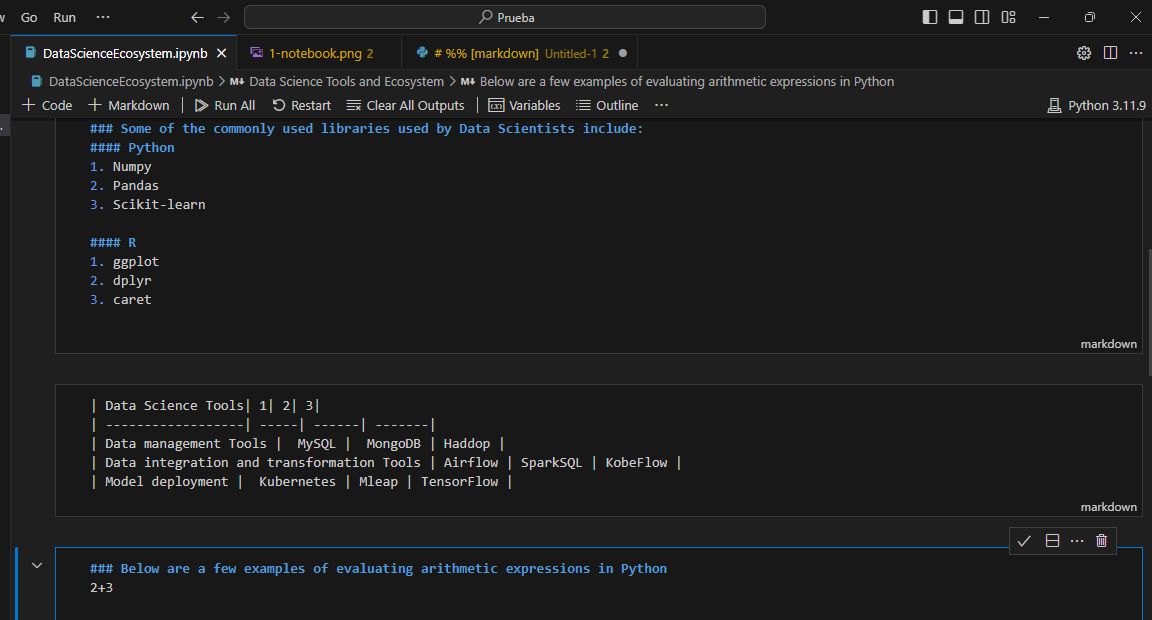 Go Run ··· Prueba
DataScienceEcosystem.ipynb 1-notebook.png 2 # %% [markdown] Untitled-1 2
DataScienceEcosystem.ipynb > M↓ Data Science Tools and Ecosystem > M↓ Below are a few examples of evaluating arithmetic expressions in Python
+ Code + Markdown | Run All Restart Clear All Outputs | Variables Outline ··· Python 3.11.9
### Some of the commonly used libraries used by Data Scientists include:
#### Python
1. Numpy
2. Pandas
3. Scikit-learn
#### R
1. ggplot
2. dplyr
3. caret
markdown
| Data Science Tools| 1| 2| 3|
| ------------------| -----| ------| -------|
| Data management Tools |  MySQL |  MongoDB | Haddop |
| Data integration and transformation Tools | Airflow | SparkSQL | KobeFlow |
| Model deployment |  Kubernetes | Mleap | TensorFlow |
markdown
### Below are a few examples of evaluating arithmetic expressions in Python
2+3